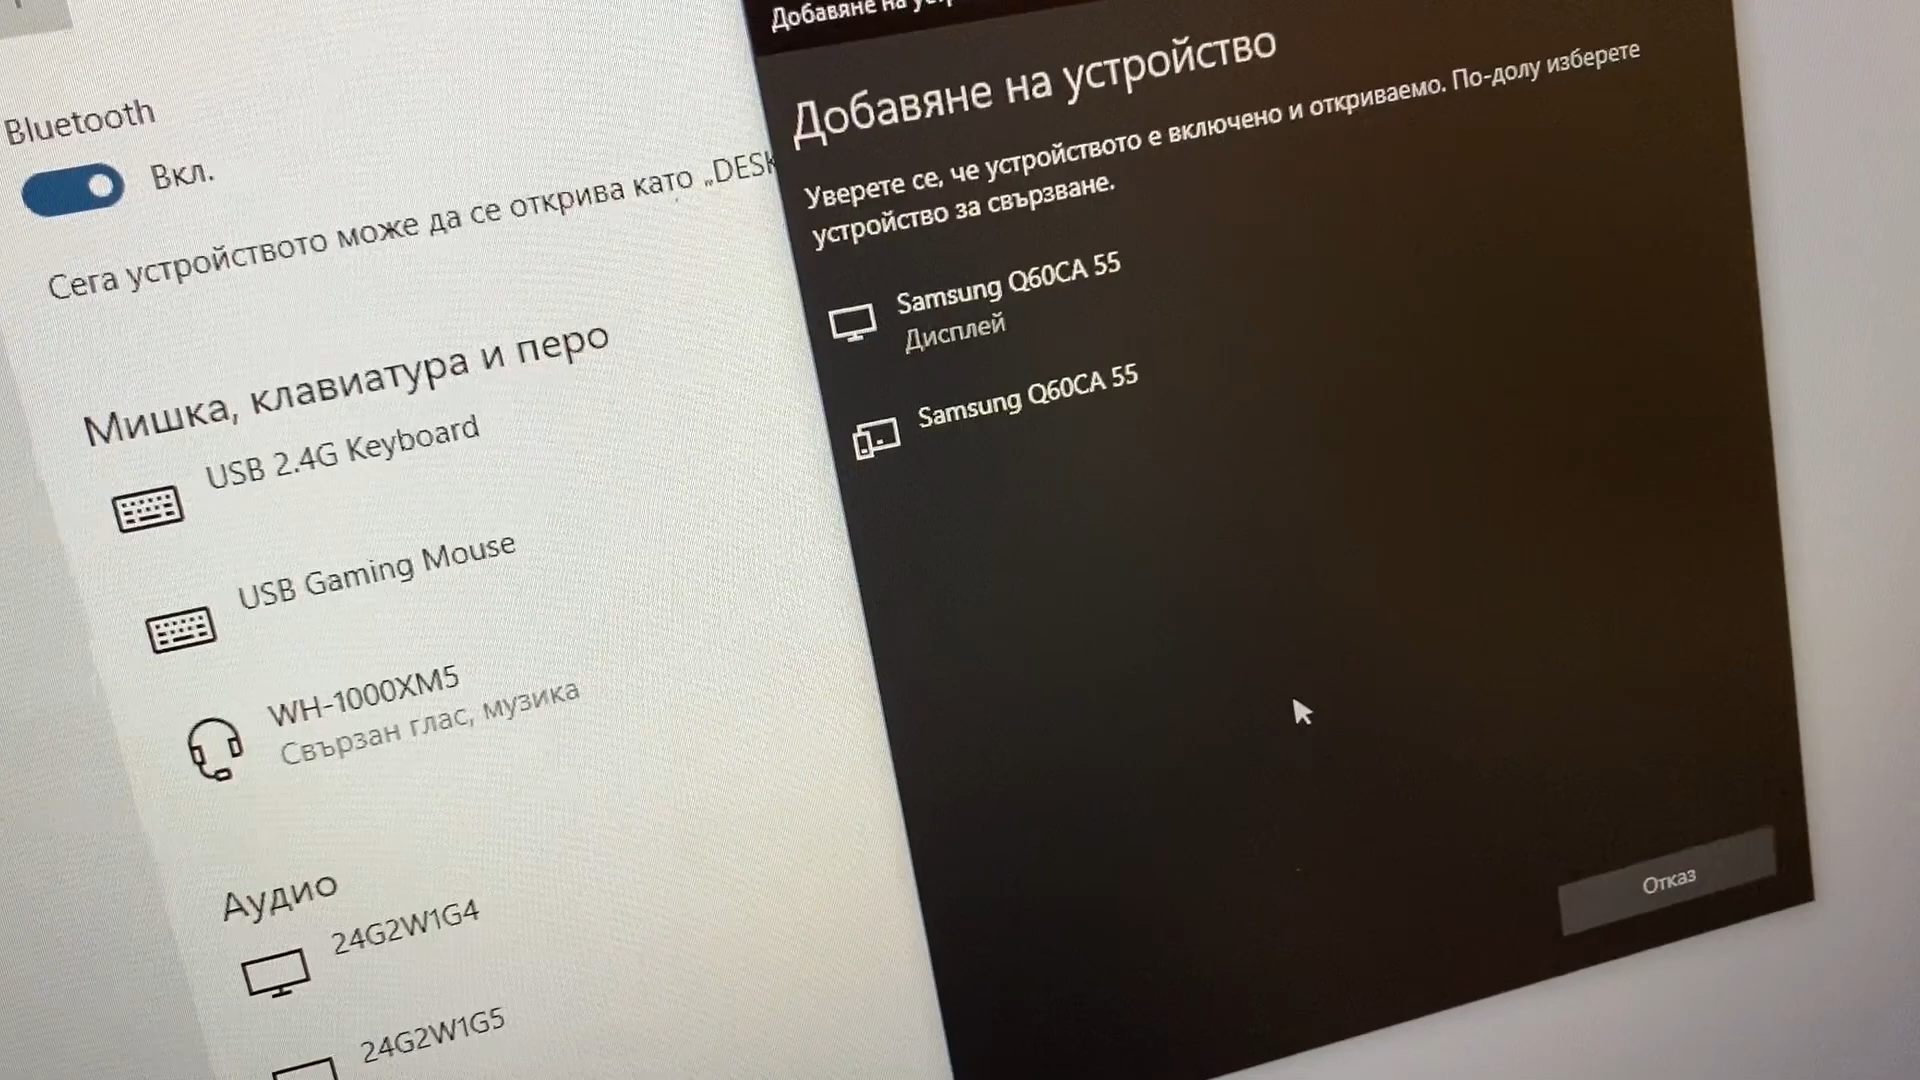 Bluetooth
Вкл.
Сега устройството може да се открива като „DESK
Мишка, клавиатура и перо
USB 2.4G Keyboard
USB Gaming Mouse
WH-1000XM5
Свързан глас, музика
Аудио
24G2W1G4
24G2W1G5
Добавяне на
Добавяне на устройство
Уверете се, че устройството е включено и откриваемо. По-долу изберете
устройство за свързване.
Samsung Q60CA 55
Дисплей
Samsung Q60CA 55
Отказ